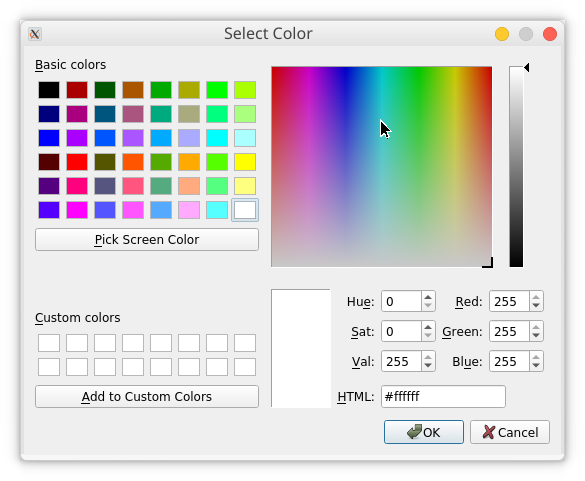 Select Color
Basic colors
Pick Screen Color
Custom colors
Add to Custom Colors
Hue: 0 Red: 255
Sat: 0 Green: 255
Val: 255 Blue: 255
HTML: #ffffff
OK Cancel